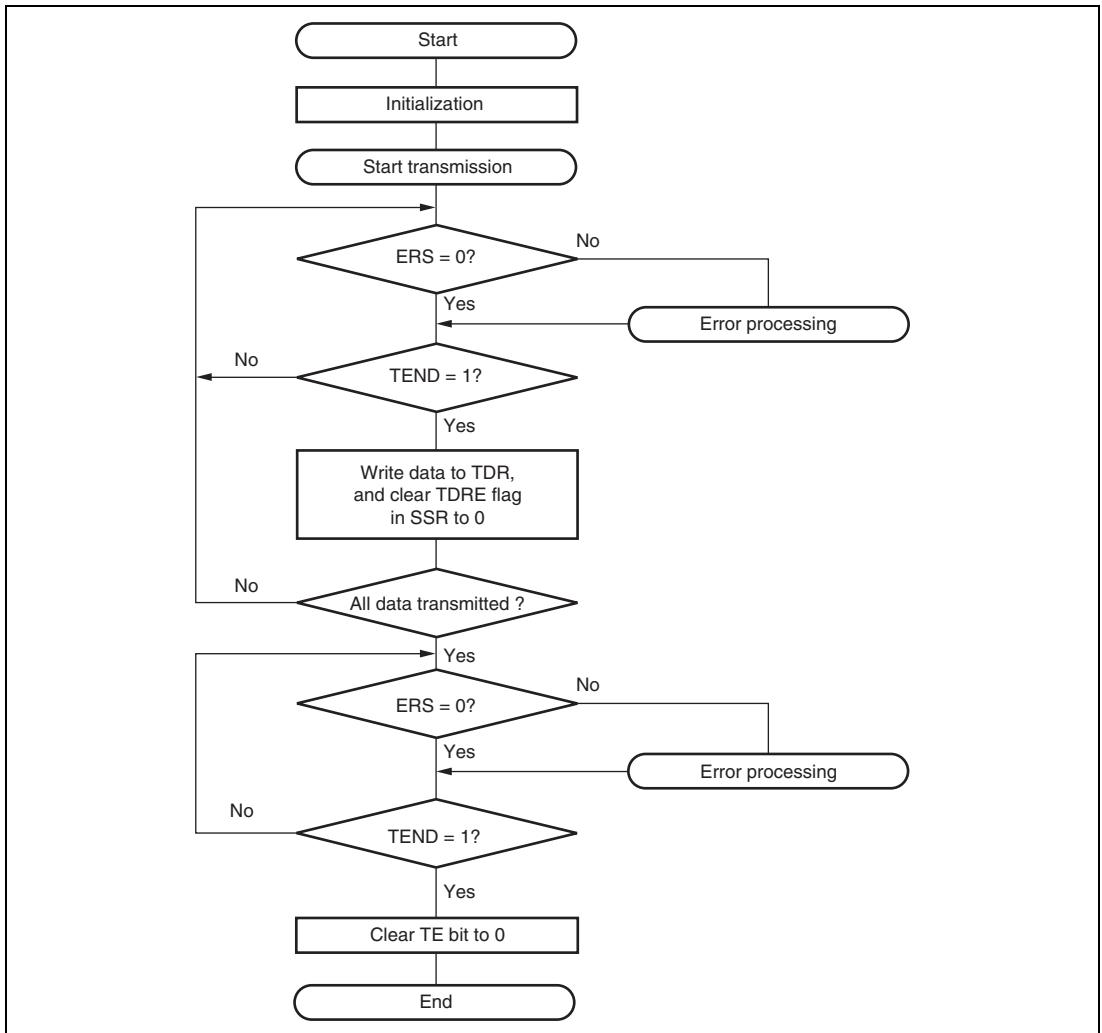 Start
Initialization
Start transmission
ERS = 0?
No
Yes
Error processing
No
TEND = 1?
Yes
Write data to TDR,
and clear TDRE flag
in SSR to 0
No
All data transmitted ?
Yes
ERS = 0?
No
Yes
Error processing
No
TEND = 1?
Yes
Clear TE bit to 0
End